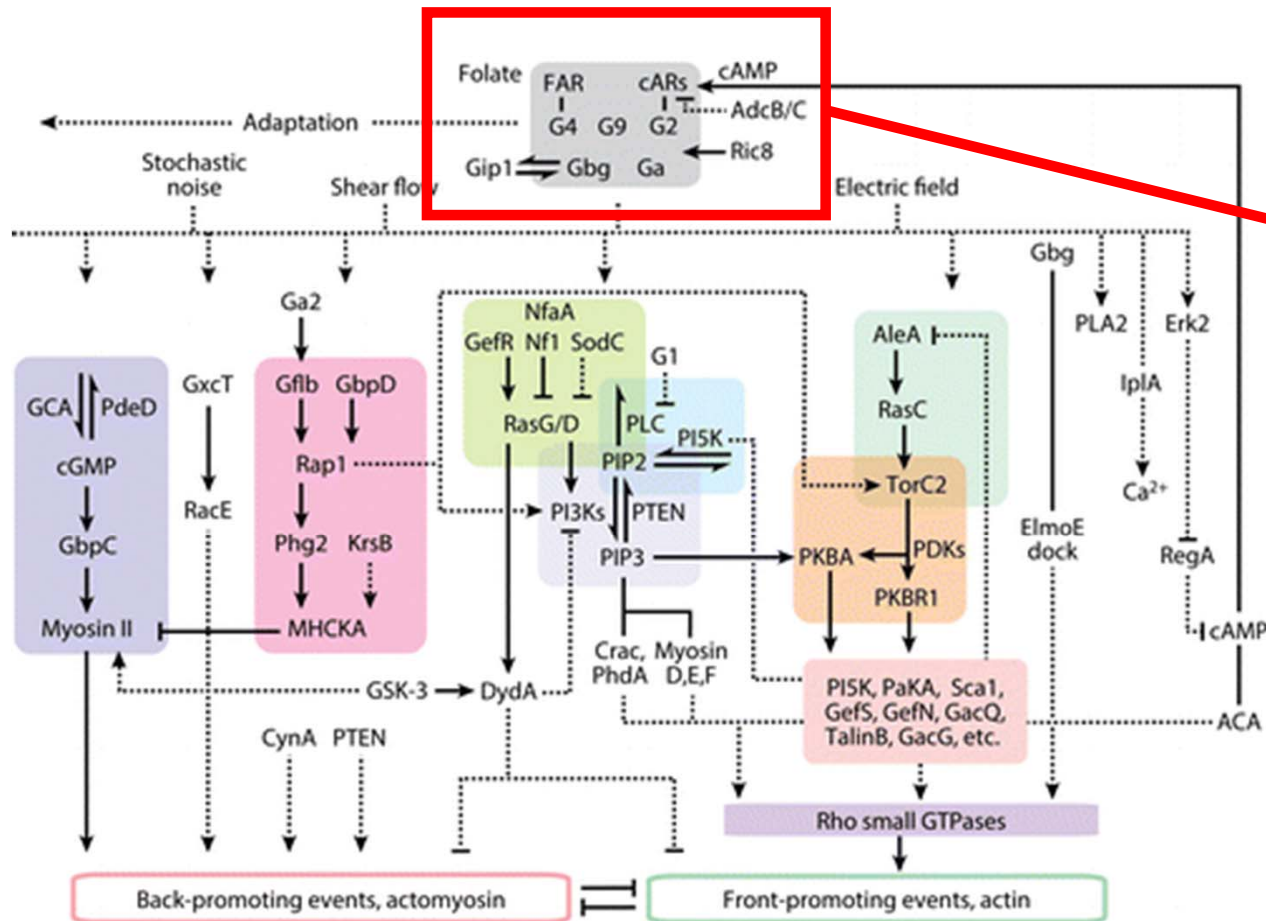 Folate
FAR
cARs
cAMP
AdcB/C
G4
G9
G2
Ric8
Gip1
Gbg
Ga
Adaptation
Stochastic
noise
Shear flow
Electric field
Gbg
PLA2
Erk2
Ga2
NfaA
GefR
Nf1
SodC
G1
AleA
IplA
GCA
PdeD
GxcT
Gflb
GbpD
RasG/D
PLC
PI5K
RasC
cGMP
Rap1
PIP2
TorC2
Ca²⁺
RacE
PI3Ks
PTEN
GbpC
Phg2
KrsB
PIP3
PKBA
PDKs
ElmoE
dock
RegA
PKBR1
Myosin II
MHCKA
cAMP
Crac,
PhdA
Myosin
D,E,F
GSK-3
DydA
PI5K, PaKA, Sca1,
GefS, GefN, GacQ,
TalinB, GacG, etc.
ACA
CynA
PTEN
Rho small GTPases
Back-promoting events, actomyosin
Front-promoting events, actin